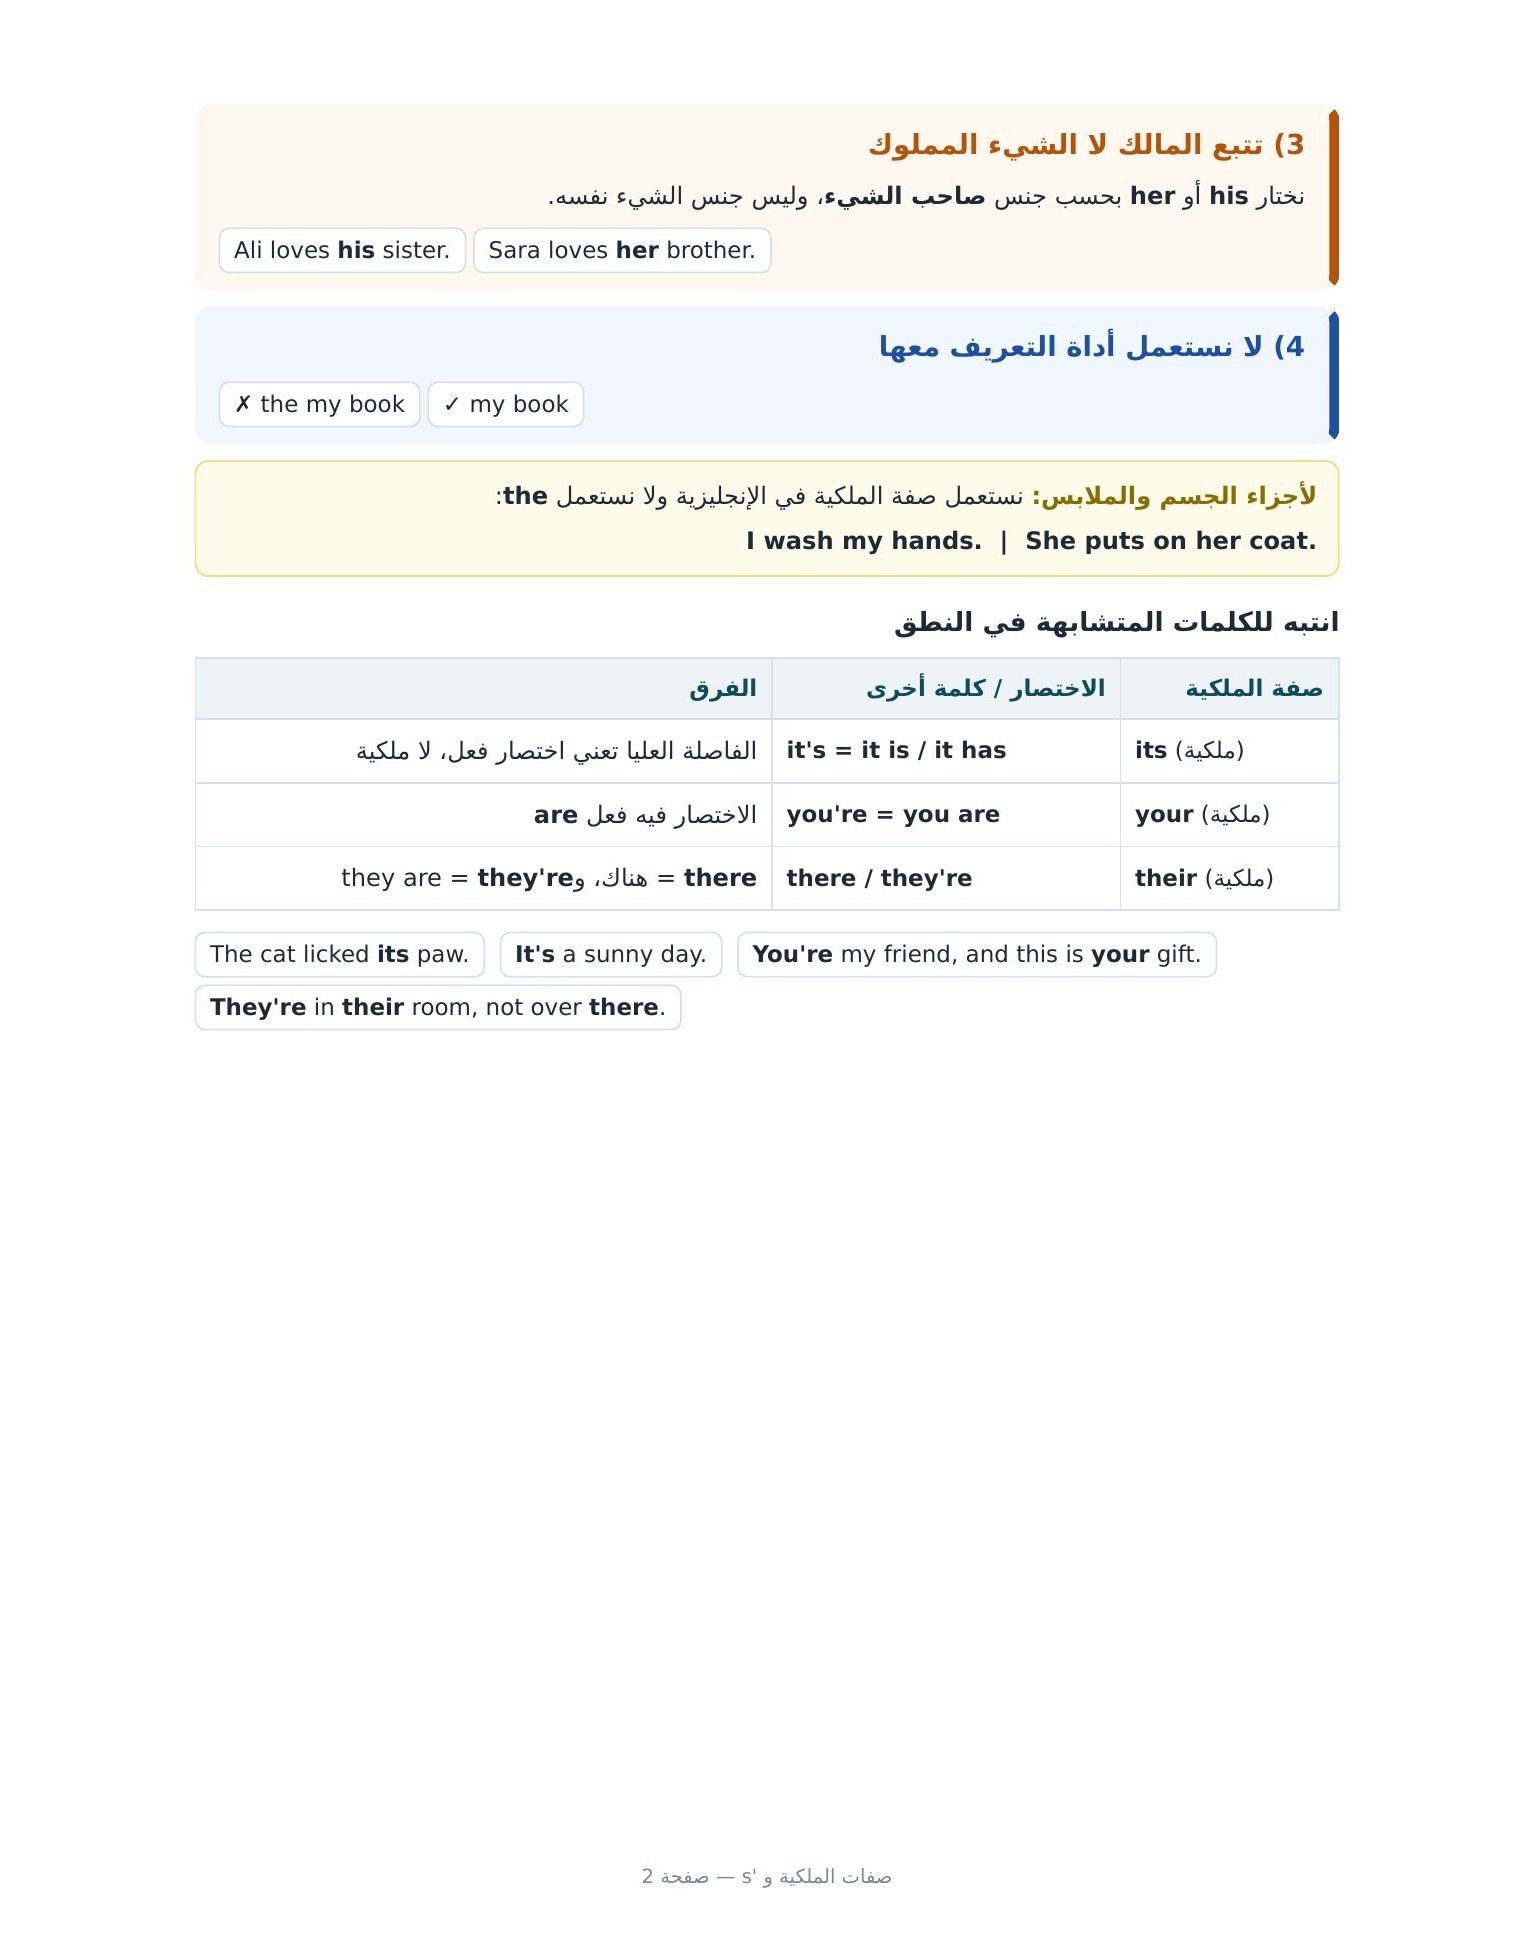 3) تتبع المالك لا الشيء المملوك
نختار his أو her بحسب جنس صاحب الشيء، وليس جنس الشيء نفسه.
Ali loves his sister. Sara loves her brother.
4) لا نستعمل أداة التعريف معها
✗ the my book ✓ my book
لأجزاء الجسم والملابس: نستعمل صفة الملكية في الإنجليزية ولا نستعمل the:
I wash my hands. | She puts on her coat.
انتبه للكلمات المتشابهة في النطق
صفة الملكية الاختصار / كلمة أخرى الفرق
its (ملكية) it's = it is / it has الفاصلة العليا تعني اختصار فعل، لا ملكية
your (ملكية) you're = you are الاختصار فيه فعل are
their (ملكية) there / they're there = هناك، وthey're = they are
The cat licked its paw. It's a sunny day. You're my friend, and this is your gift.
They're in their room, not over there.
صفات الملكية و 's — صفحة 2